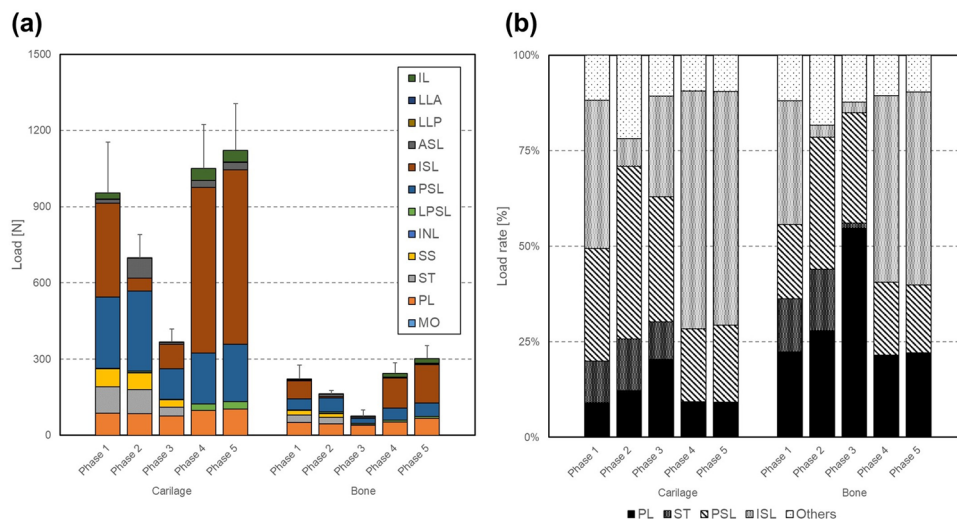 (a)
1500
1200
900
600
300
0
Load [N]
IL
LLA
LLP
ASL
ISL
PSL
LPSL
INL
SS
ST
PL
MO
Phase 1
Phase 2
Phase 3
Phase 4
Phase 5
Carilage
Phase 1
Phase 2
Phase 3
Phase 4
Phase 5
Bone
(b)
100%
75%
50%
25%
0%
Load rate [%]
Phase 1
Phase 2
Phase 3
Phase 4
Phase 5
Carilage
Phase 1
Phase 2
Phase 3
Phase 4
Phase 5
Bone
PL ST PSL ISL Others